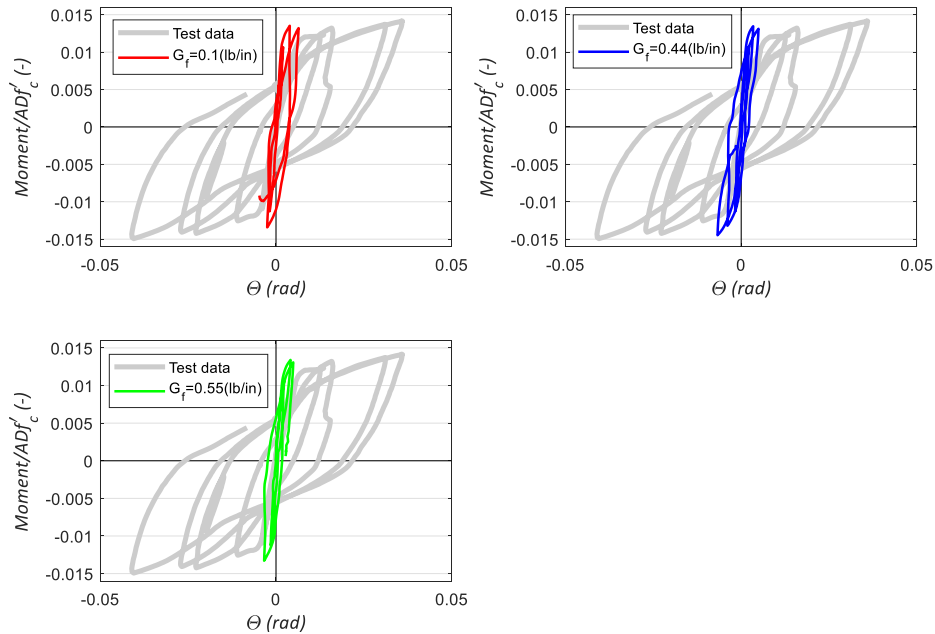 0.015
0.01
0.005
0
-0.005
-0.01
-0.015
-0.05
0
0.05
Moment/ADf′c (-)
Θ (rad)
Test data
Gf=0.1(lb/in)
0.015
0.01
0.005
0
-0.005
-0.01
-0.015
-0.05
0
0.05
Moment/ADf′c (-)
Θ (rad)
Test data
Gf=0.44(lb/in)
0.015
0.01
0.005
0
-0.005
-0.01
-0.015
-0.05
0
0.05
Moment/ADf′c (-)
Θ (rad)
Test data
Gf=0.55(lb/in)